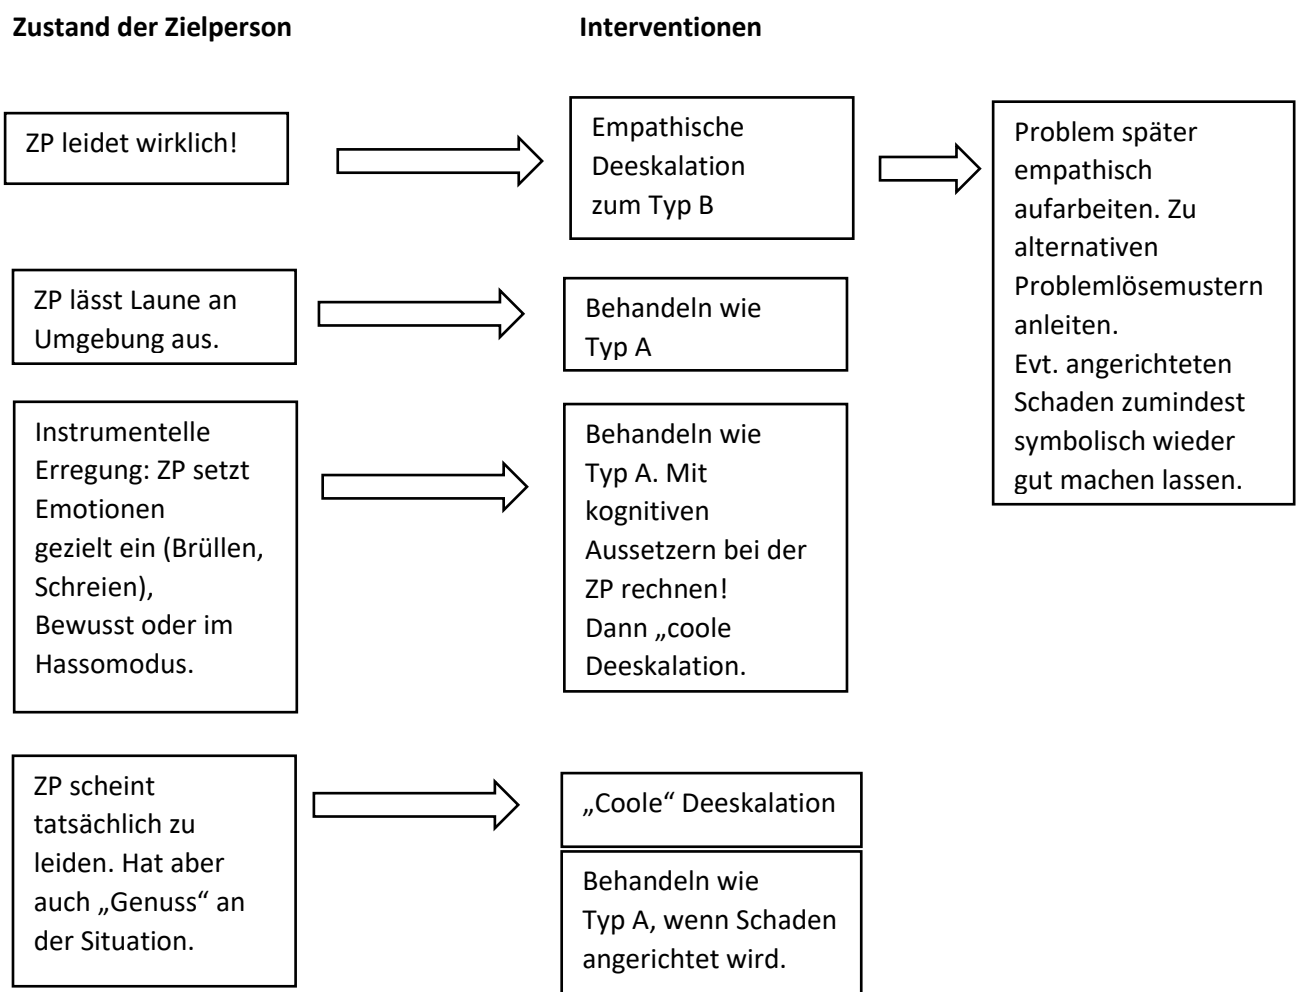 Zustand der Zielperson
Interventionen
ZP leidet wirklich!
Empathische
Deeskalation
zum Typ B
Problem später
empathisch
aufarbeiten. Zu
alternativen
Problemlösemustern
anleiten.
Evt. angerichteten
Schaden zumindest
symbolisch wieder
gut machen lassen.
ZP lässt Laune an
Umgebung aus.
Behandeln wie
Typ A
Instrumentelle
Erregung: ZP setzt
Emotionen
gezielt ein (Brüllen,
Schreien),
Bewusst oder im
Hassomodus.
Behandeln wie
Typ A. Mit
kognitiven
Aussetzern bei der
ZP rechnen!
Dann „coole
Deeskalation.
ZP scheint
tatsächlich zu
leiden. Hat aber
auch „Genuss“ an
der Situation.
„Coole“ Deeskalation
Behandeln wie
Typ A, wenn Schaden
angerichtet wird.